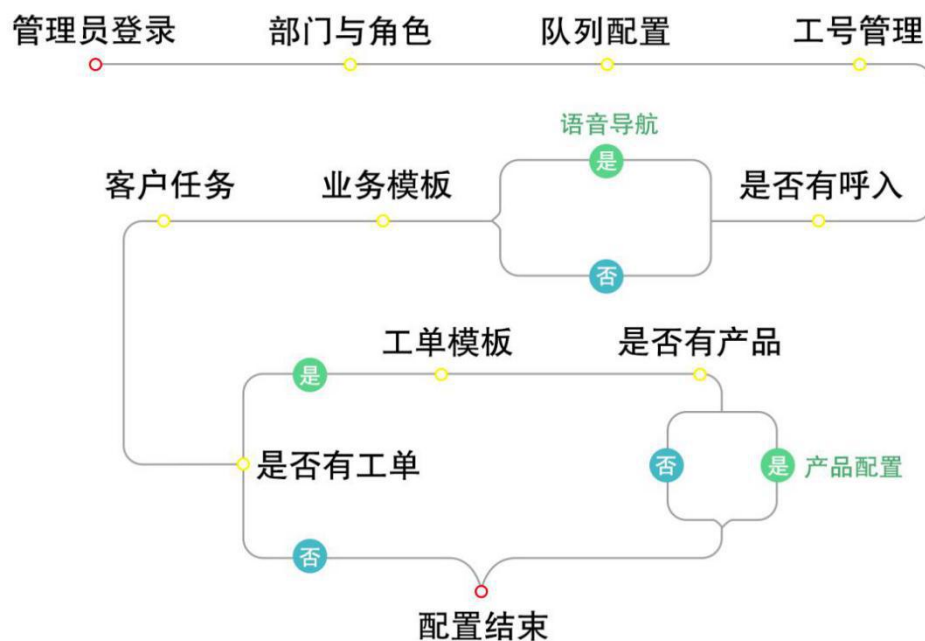 管理员登录
部门与角色
队列配置
工号管理
语音导航
是
客户任务
业务模板
是否有呼入
否
工单模板
是否有产品
是
是否有工单
否
是
产品配置
否
配置结束